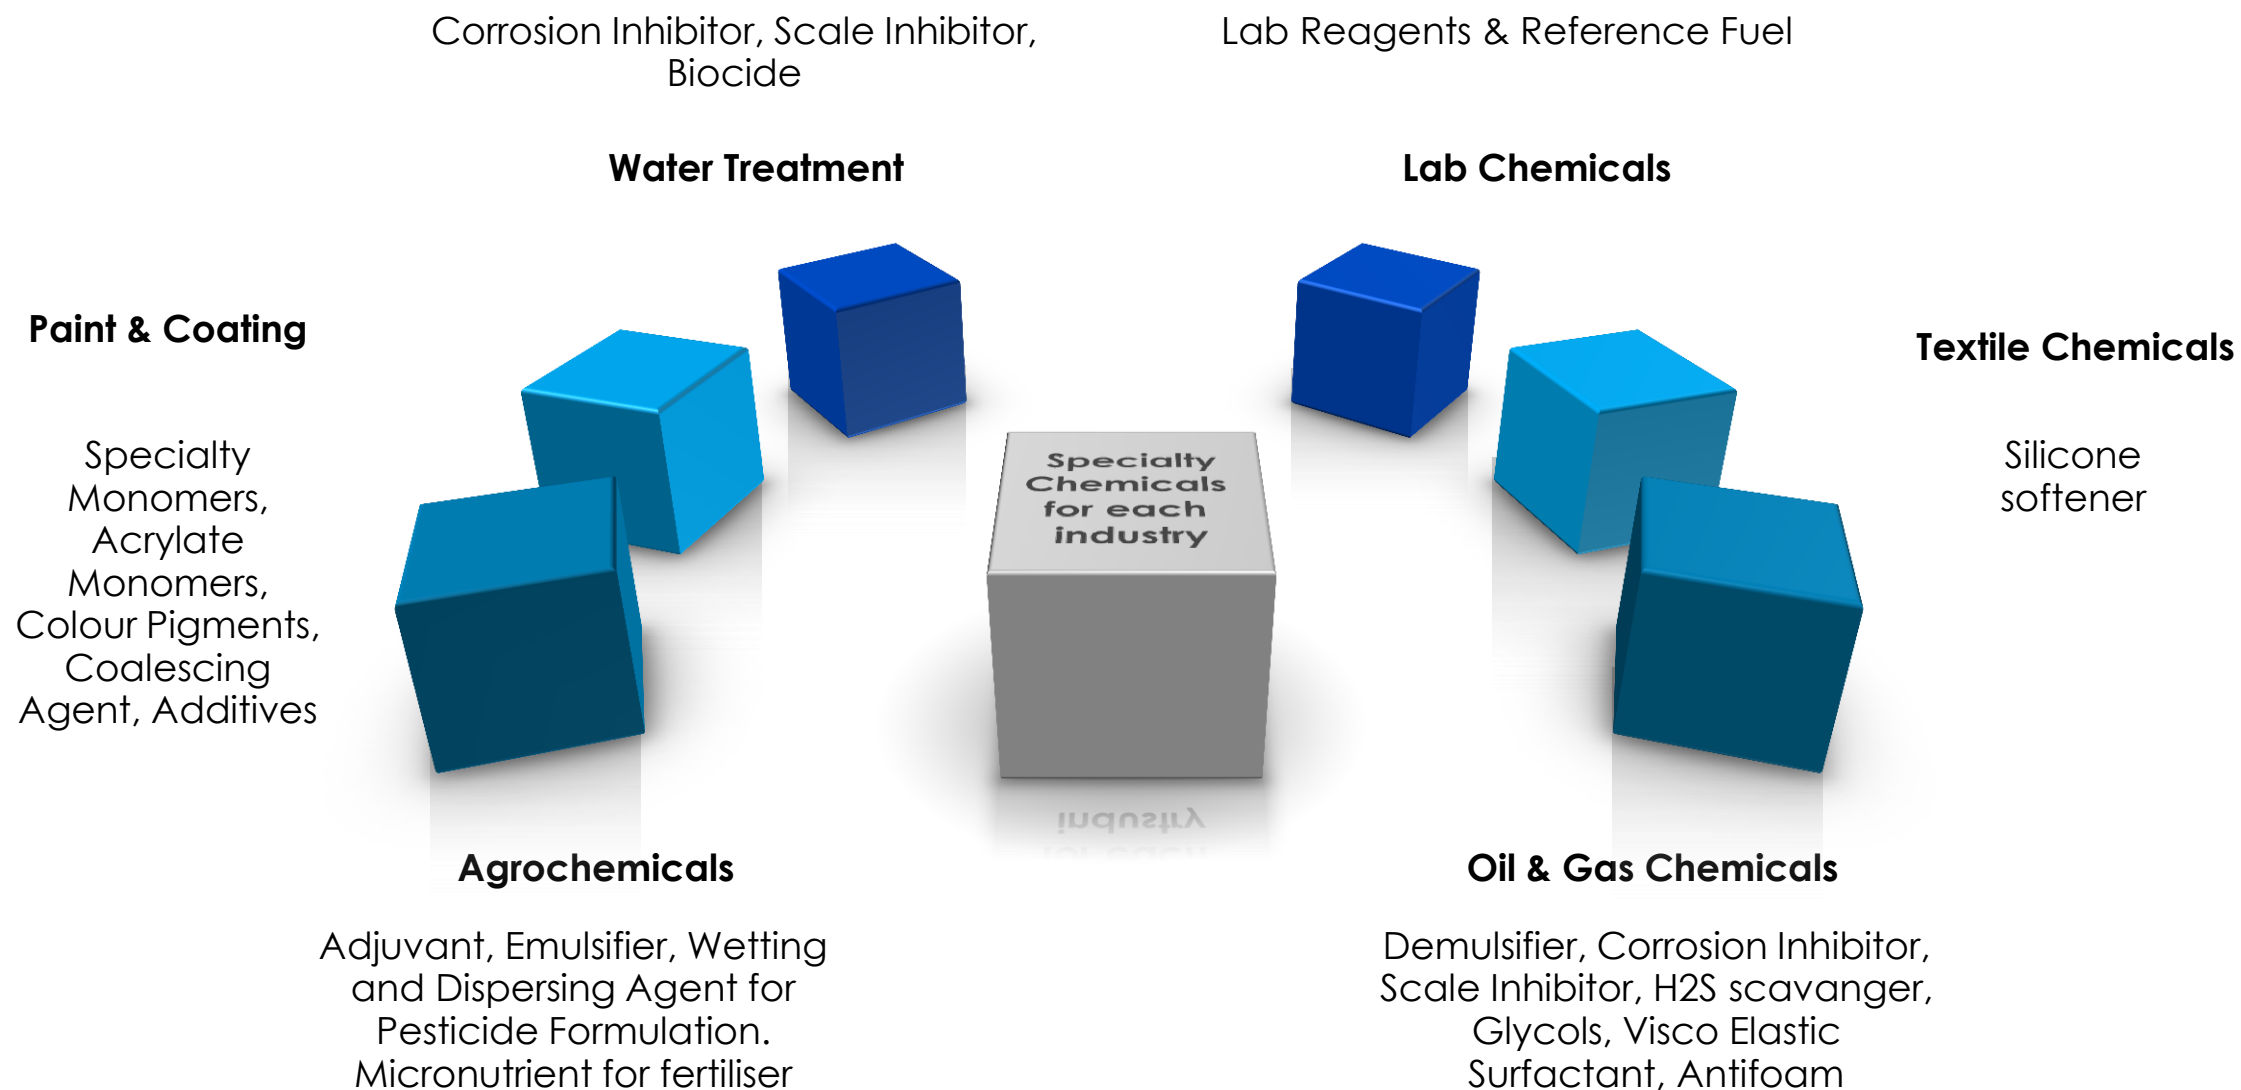 Corrosion Inhibitor, Scale Inhibitor,
Biocide
Lab Reagents & Reference Fuel
Water Treatment
Lab Chemicals
Paint & Coating
Specialty
Monomers,
Acrylate
Monomers,
Colour Pigments,
Coalescing
Agent, Additives
Specialty
Chemicals
for each
industry
Textile Chemicals
Silicone
softener
industry
for each
Agrochemicals
Adjuvant, Emulsifier, Wetting
and Dispersing Agent for
Pesticide Formulation.
Micronutrient for fertiliser
Oil & Gas Chemicals
Demulsifier, Corrosion Inhibitor,
Scale Inhibitor, H2S scavanger,
Glycols, Visco Elastic
Surfactant, Antifoam